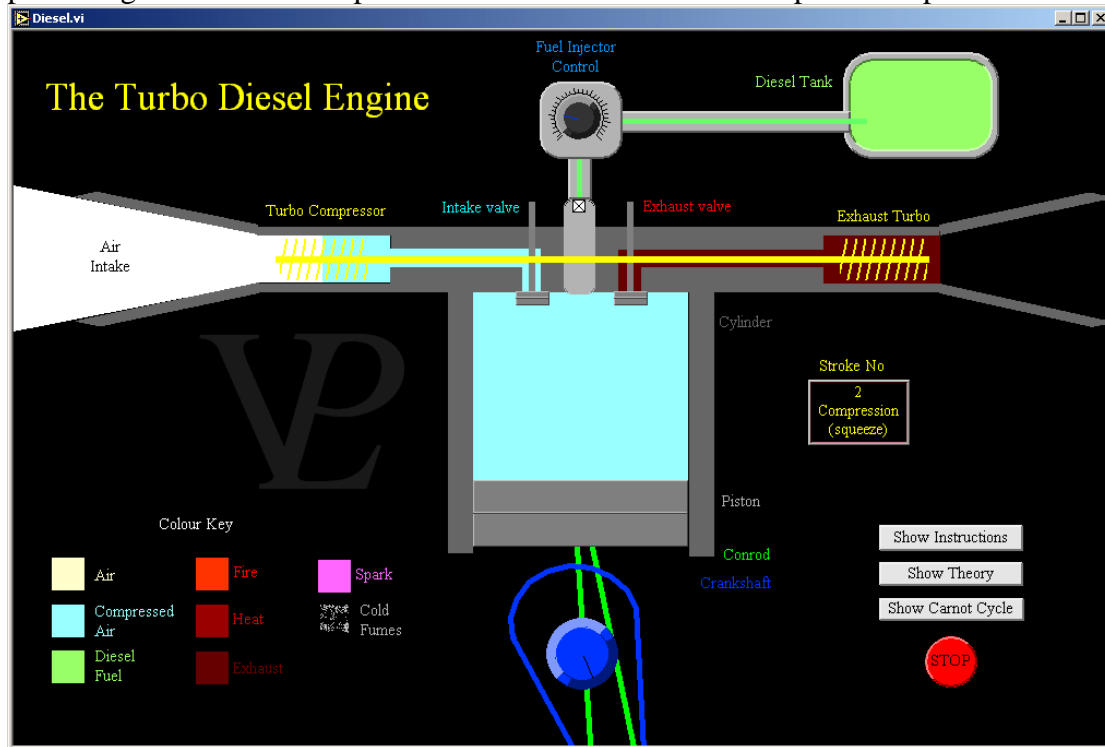 Diesel.vi
The Turbo Diesel Engine
Fuel Injector
Control
Diesel Tank
Turbo Compressor
Intake valve
Exhaust valve
Exhaust Turbo
Air
Intake
Cylinder
Stroke No
2
Compression
(squeeze)
VPL
Piston
Conrod
Crankshaft
Colour Key
Air
Fire
Spark
Compressed
Air
Heat
Cold
Fumes
Diesel
Fuel
Exhaust
Show Instructions
Show Theory
Show Carnot Cycle
STOP